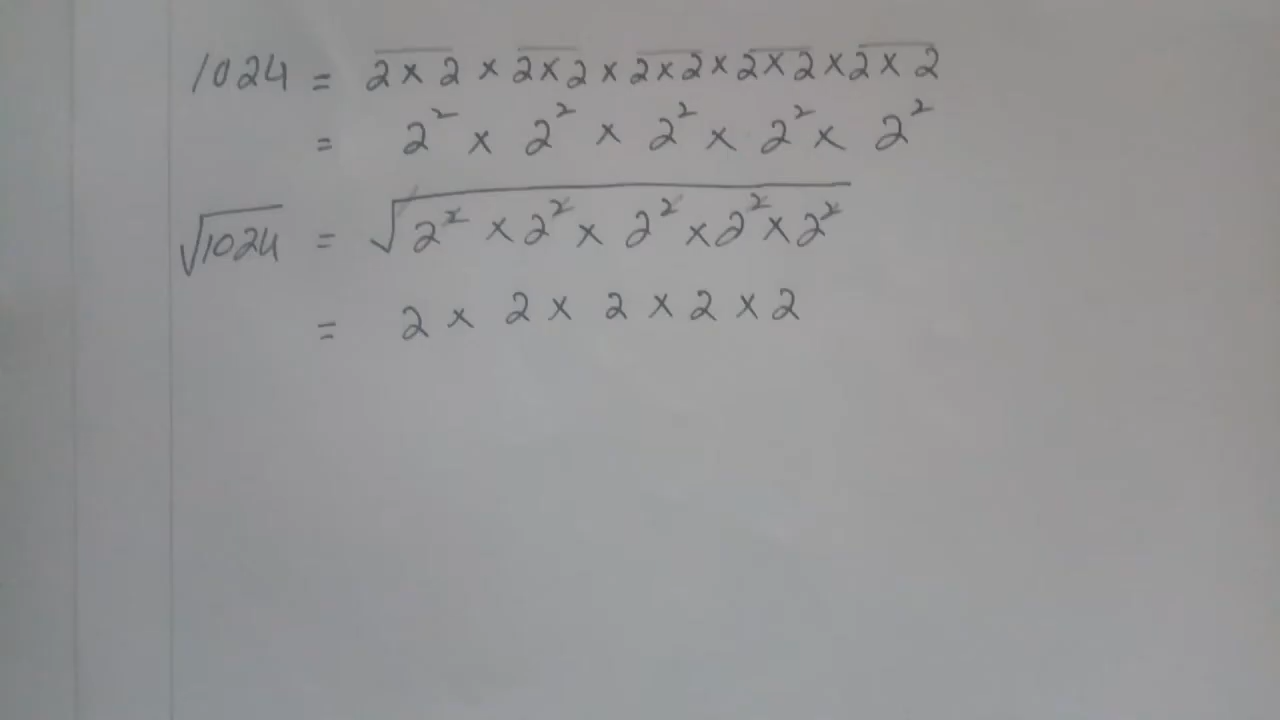 1024 = 2 × 2 × 2 × 2 × 2 × 2 × 2 × 2 × 2 × 2
= 2² × 2² × 2² × 2² × 2²
√1024 = √2² × 2² × 2² × 2² × 2²
= 2 × 2 × 2 × 2 × 2